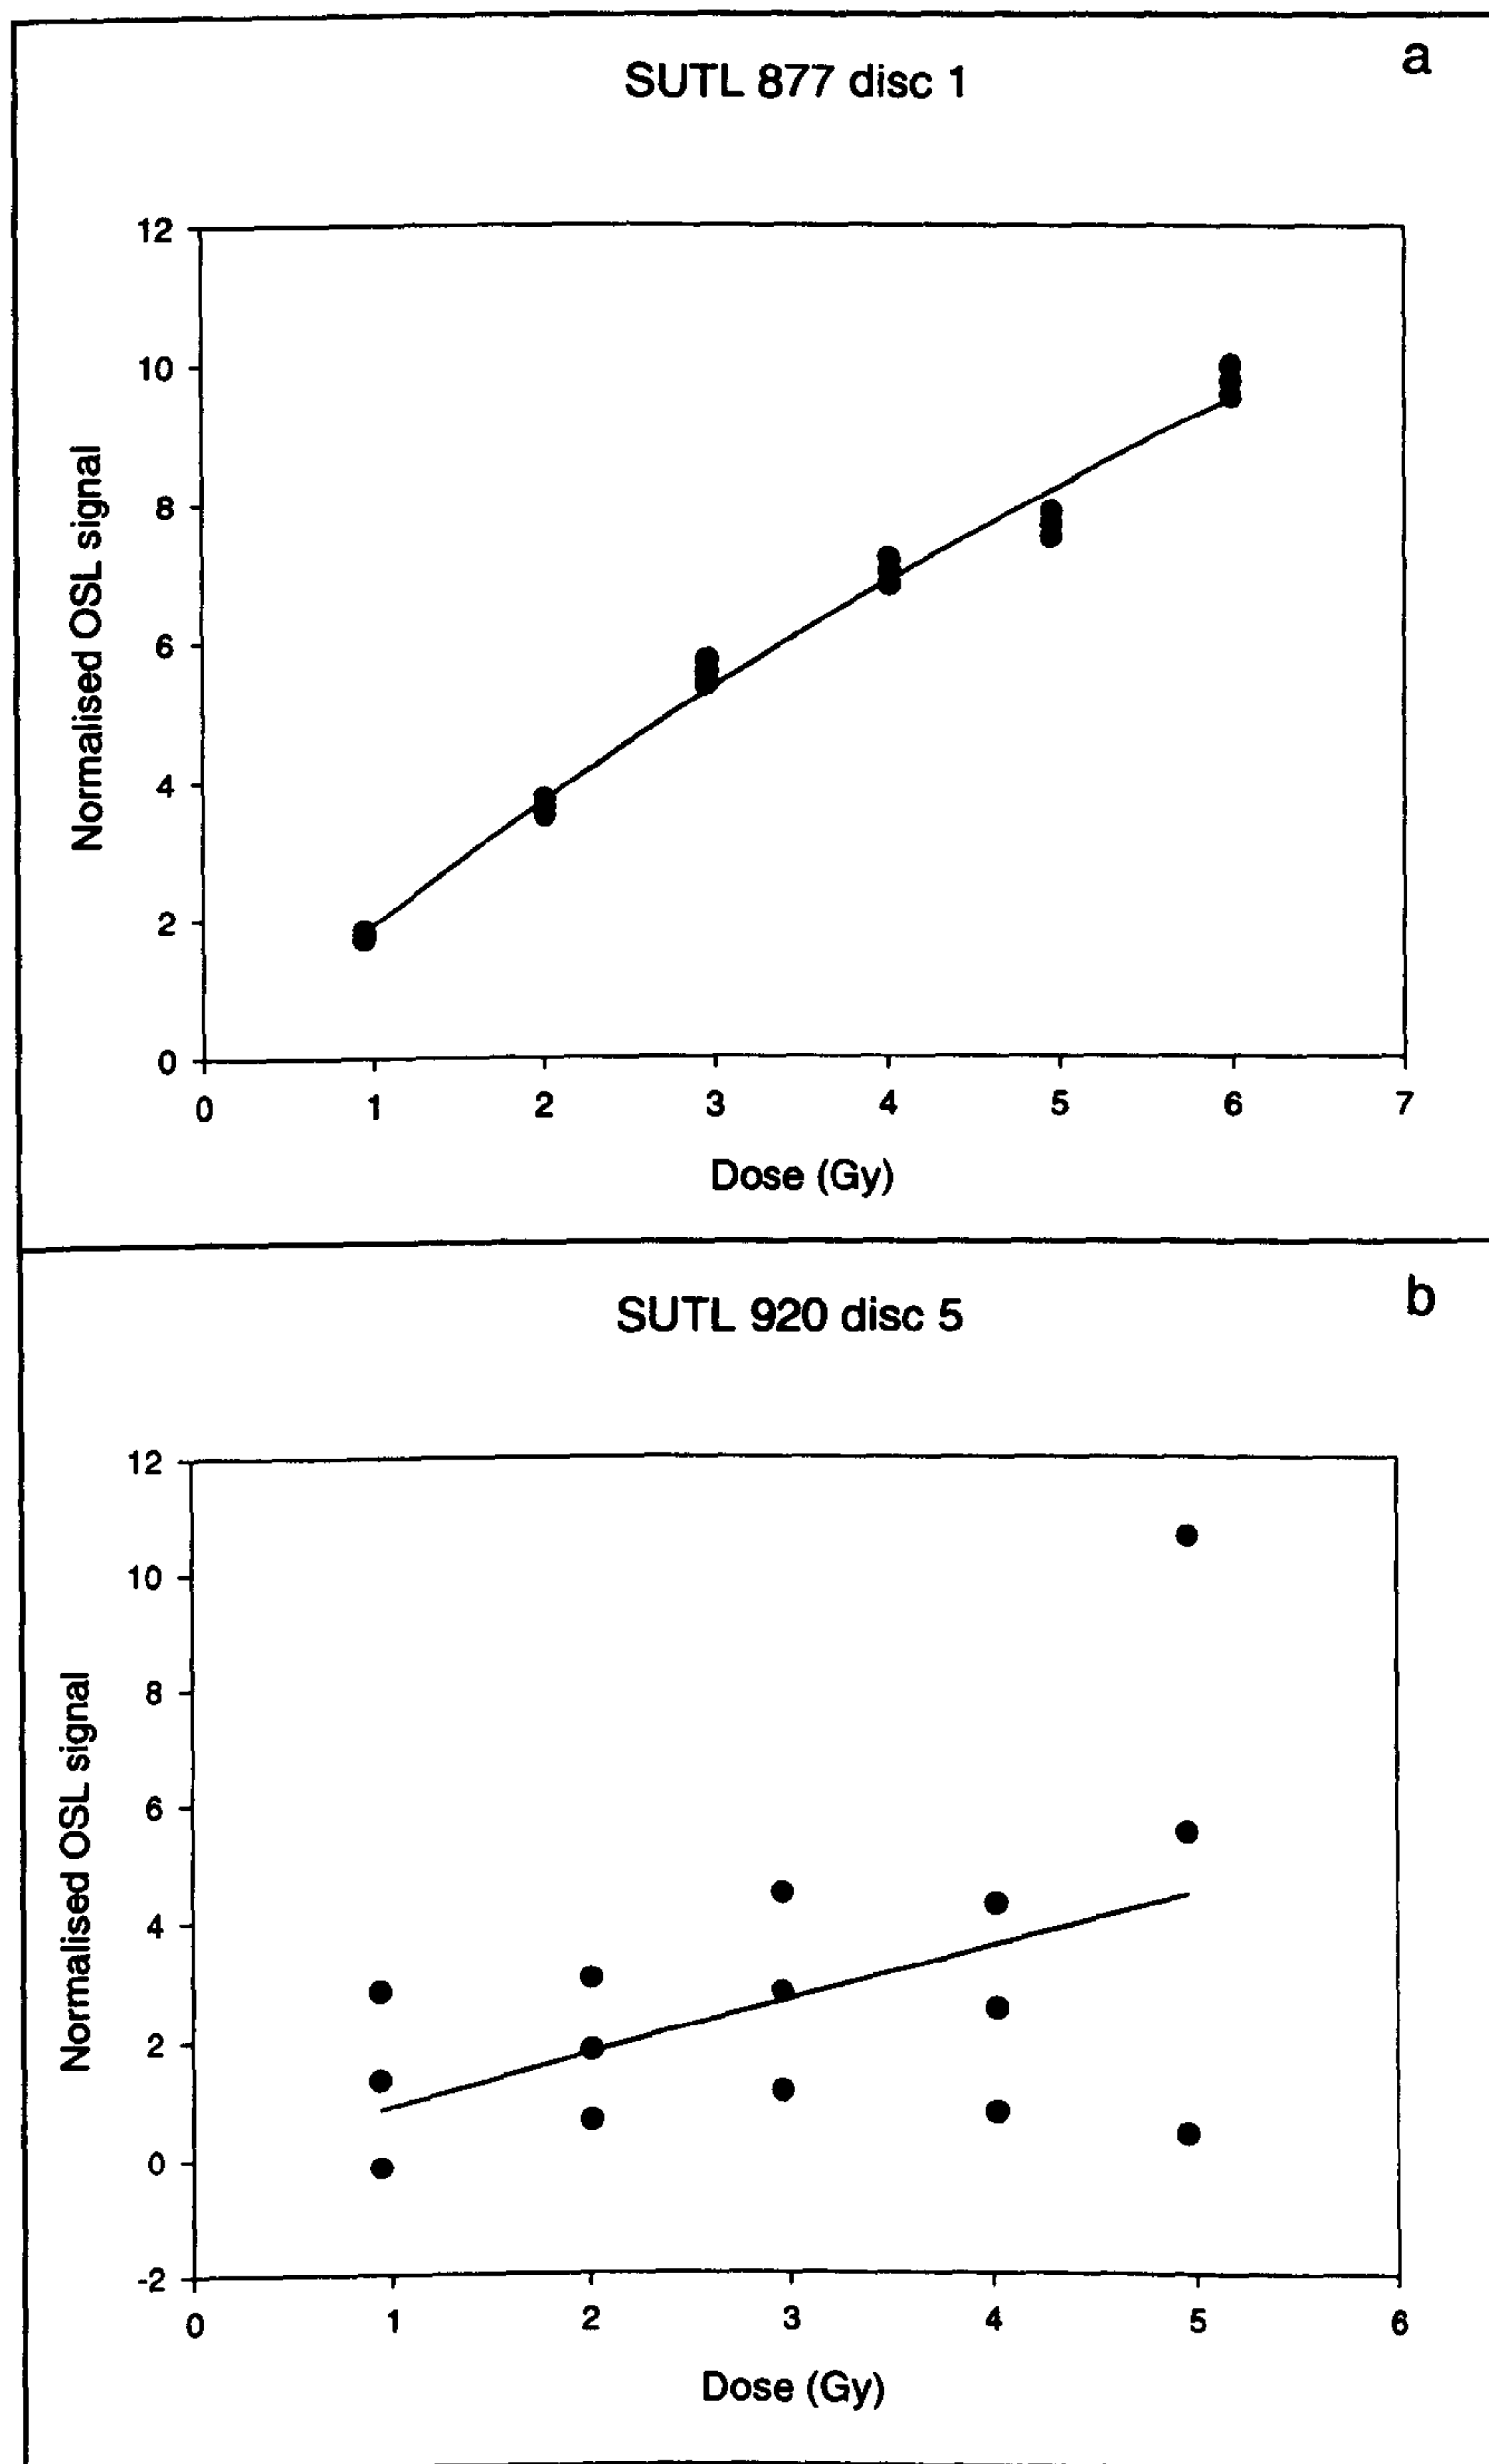 a
SUTL 877 disc 1
12
10
8
6
4
2
0
Normalised OSL signal
0 1 2 3 4 5 6 7
Dose (Gy)
b
SUTL 920 disc 5
12
10
8
6
4
2
0
-2
Normalised OSL signal
0 1 2 3 4 5 6
Dose (Gy)